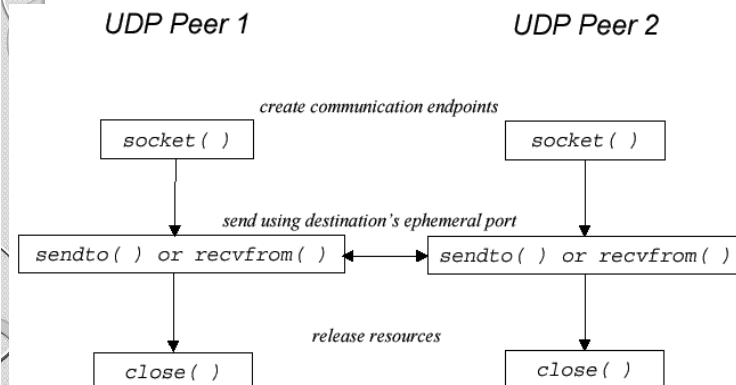 UDP Peer 1
UDP Peer 2
create communication endpoints
socket( )
socket( )
send using destination's ephemeral port
sendto( ) or recvfrom( )
sendto( ) or recvfrom( )
release resources
close( )
close( )